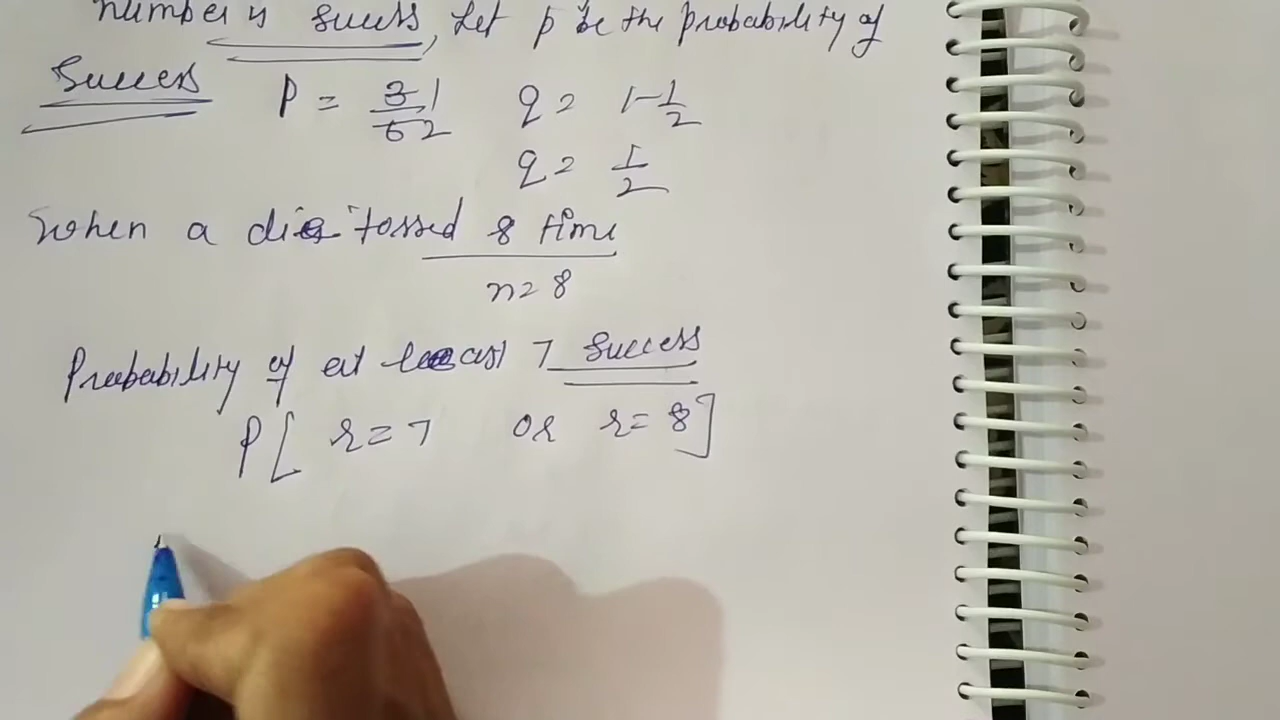 number is success, Let p be the probability of
Success P = 3/6 1/2 q = 1-1/2
q = 1/2
When a die tossed 8 time
n=8
Probability of at least 7 success
P[ r=7 or r=8]